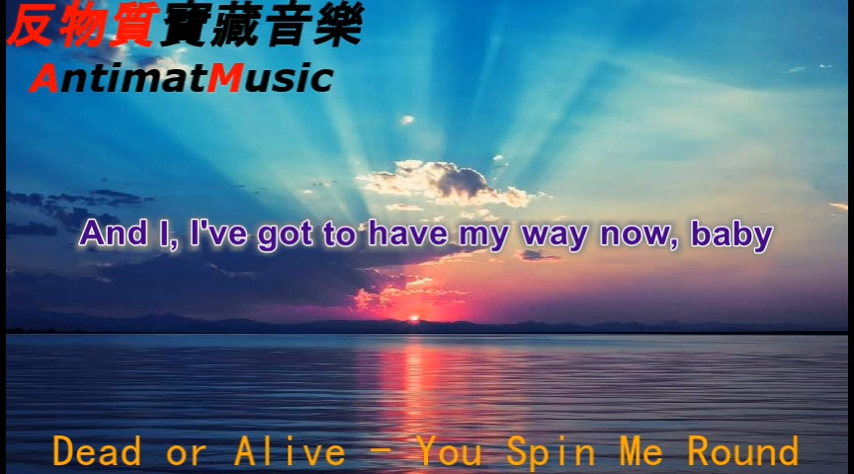 反物質寶藏音樂
AntimatMusic
And I, I've got to have my way now, baby
Dead or Alive - You Spin Me Round